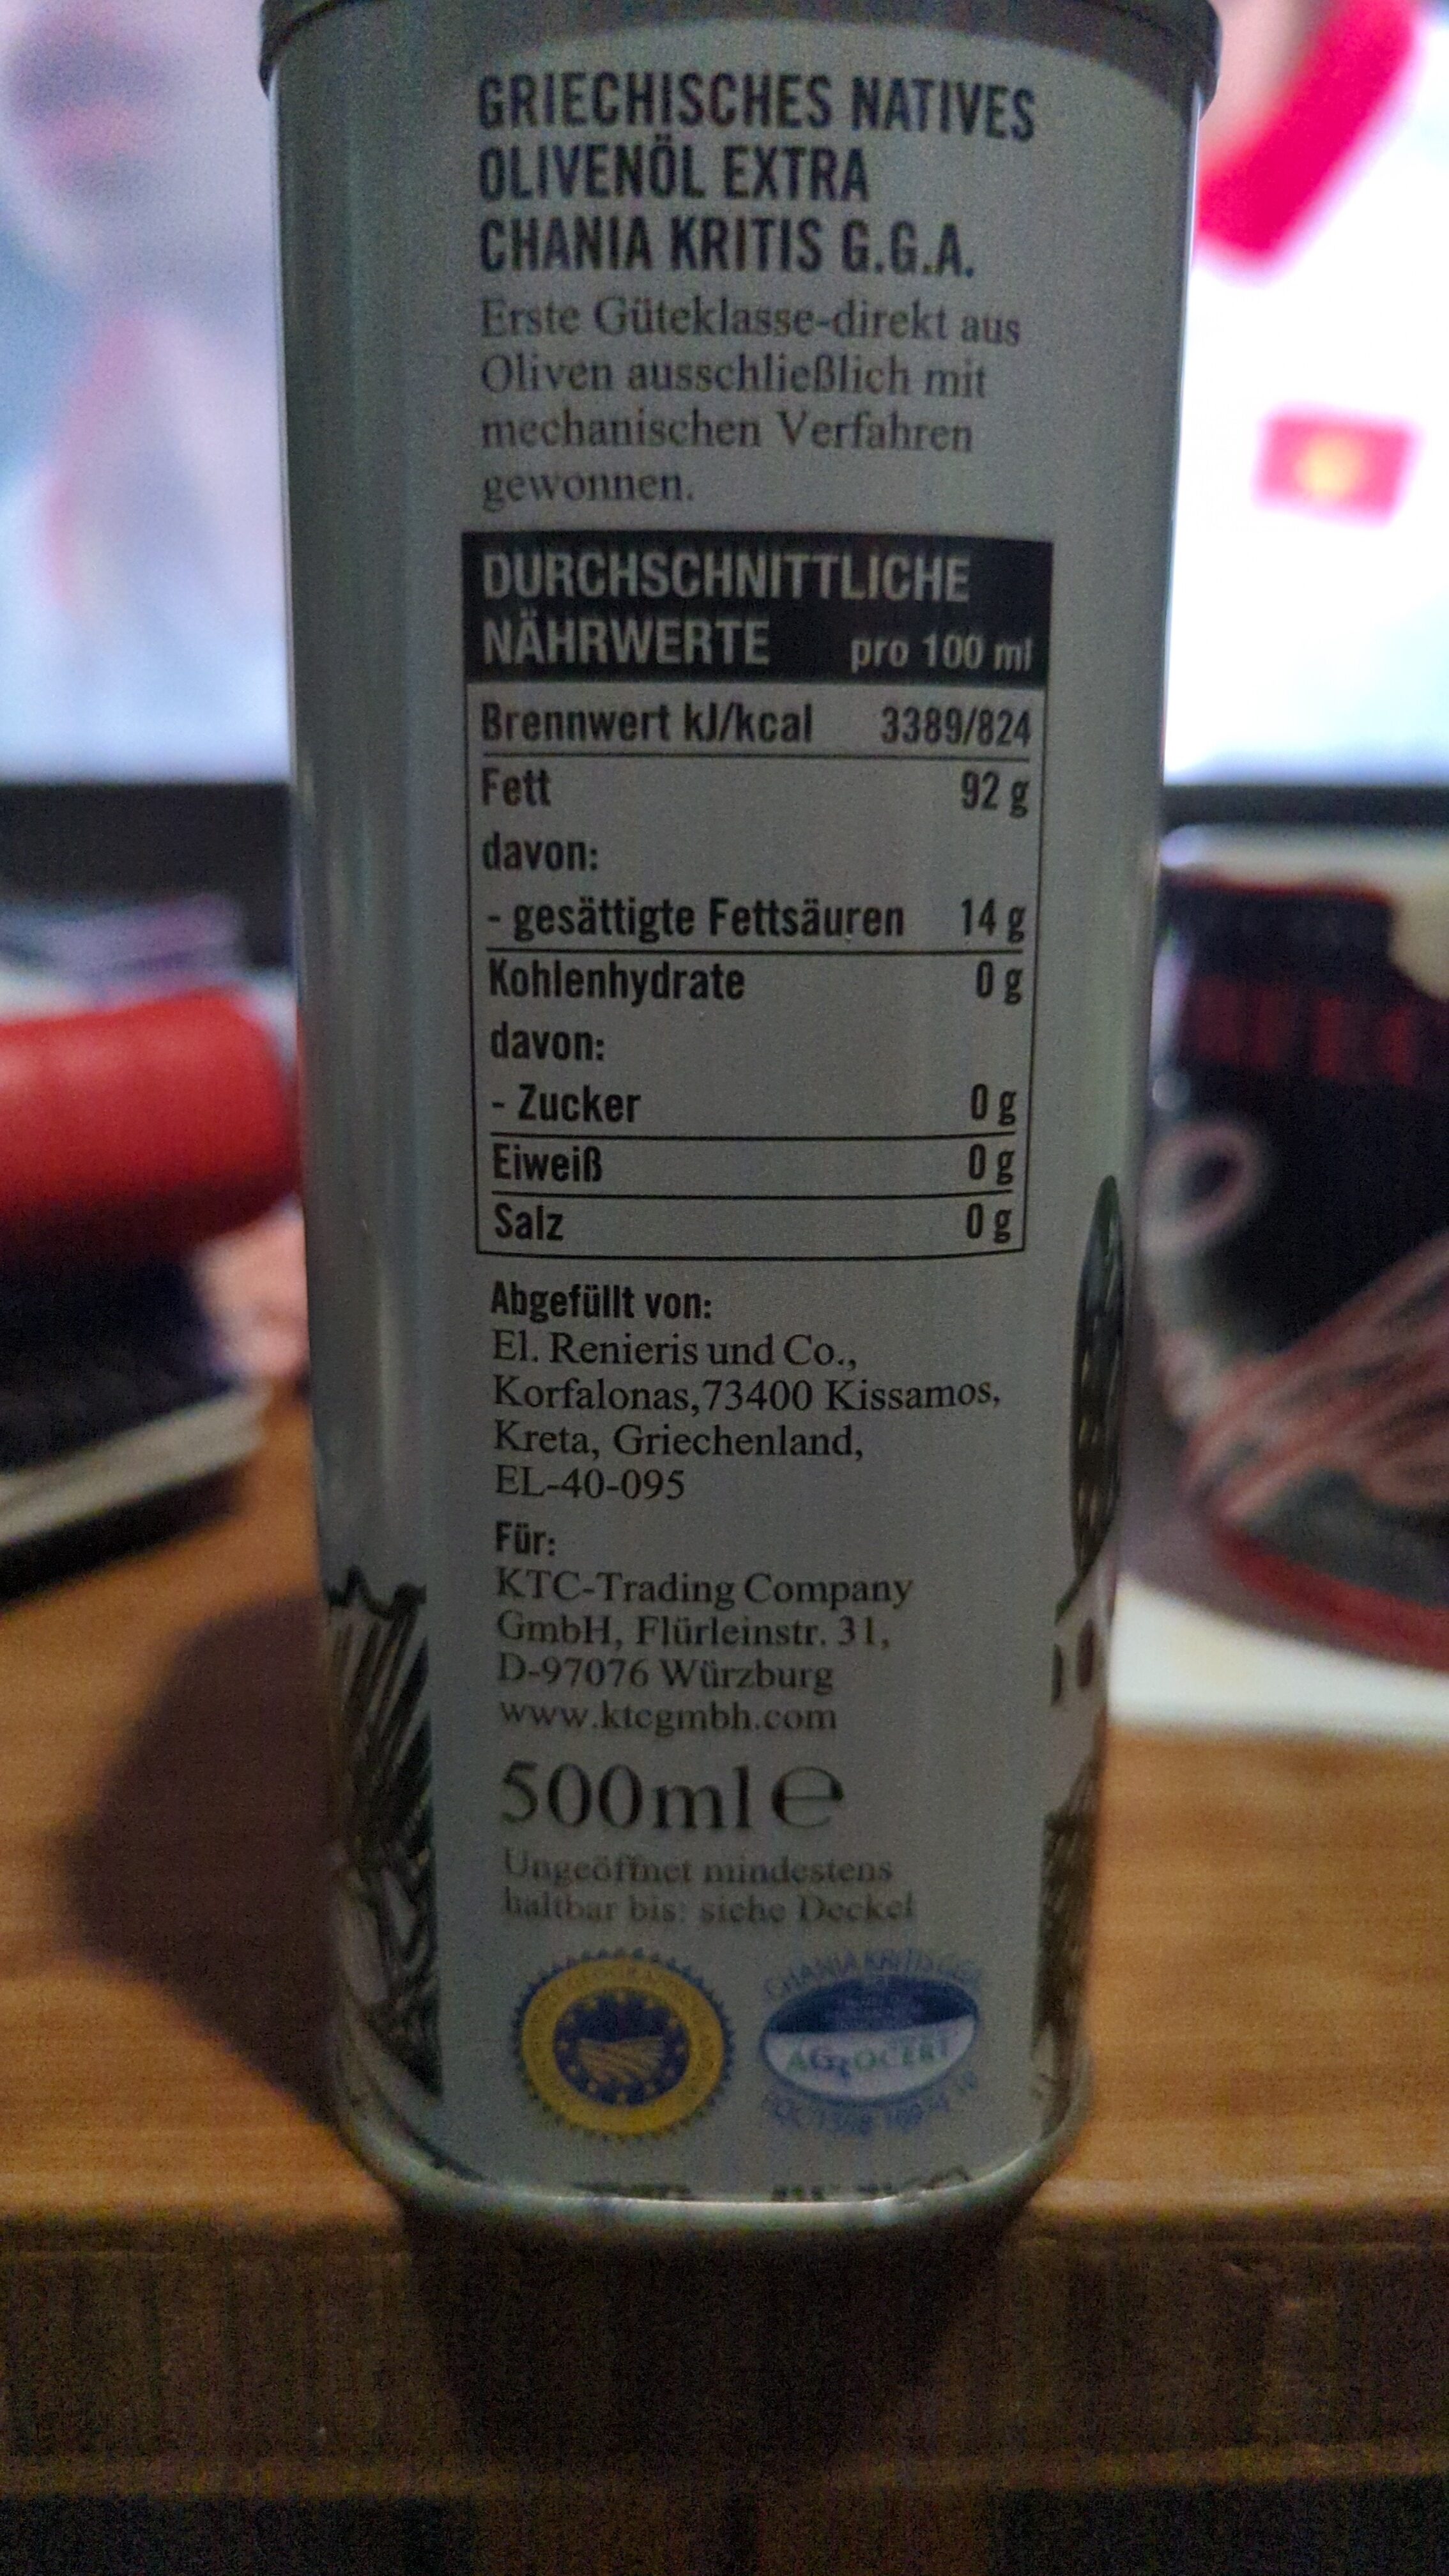 GRIECHISCHES NATIVES
OLIVENÖL EXTRA
CHANIA KRITIS G.G.A.
Erste Güteklasse-direkt aus
Oliven ausschließlich mit
mechanischen Verfahren
gewonnen.
DURCHSCHNITTLICHE
NÄHRWERTE pro 100 ml
Brennwert kJ/kcal 3389/824
Fett 92 g
davon:
- gesättigte Fettsäuren 14 g
Kohlenhydrate 0 g
davon:
- Zucker 0 g
Eiweiß 0 g
Salz 0 g
Abgefüllt von:
El. Renieris und Co.,
Korfalonas,73400 Kissamos,
Kreta, Griechenland,
EL-40-095
Für:
KTC-Trading Company
GmbH, Flürleinstr. 31,
D-97076 Würzburg
www.ktcgmbh.com
500ml e
Ungeöffnet mindestens
haltbar bis: siehe Deckel
CHANIA KRITIS
AGROCERT